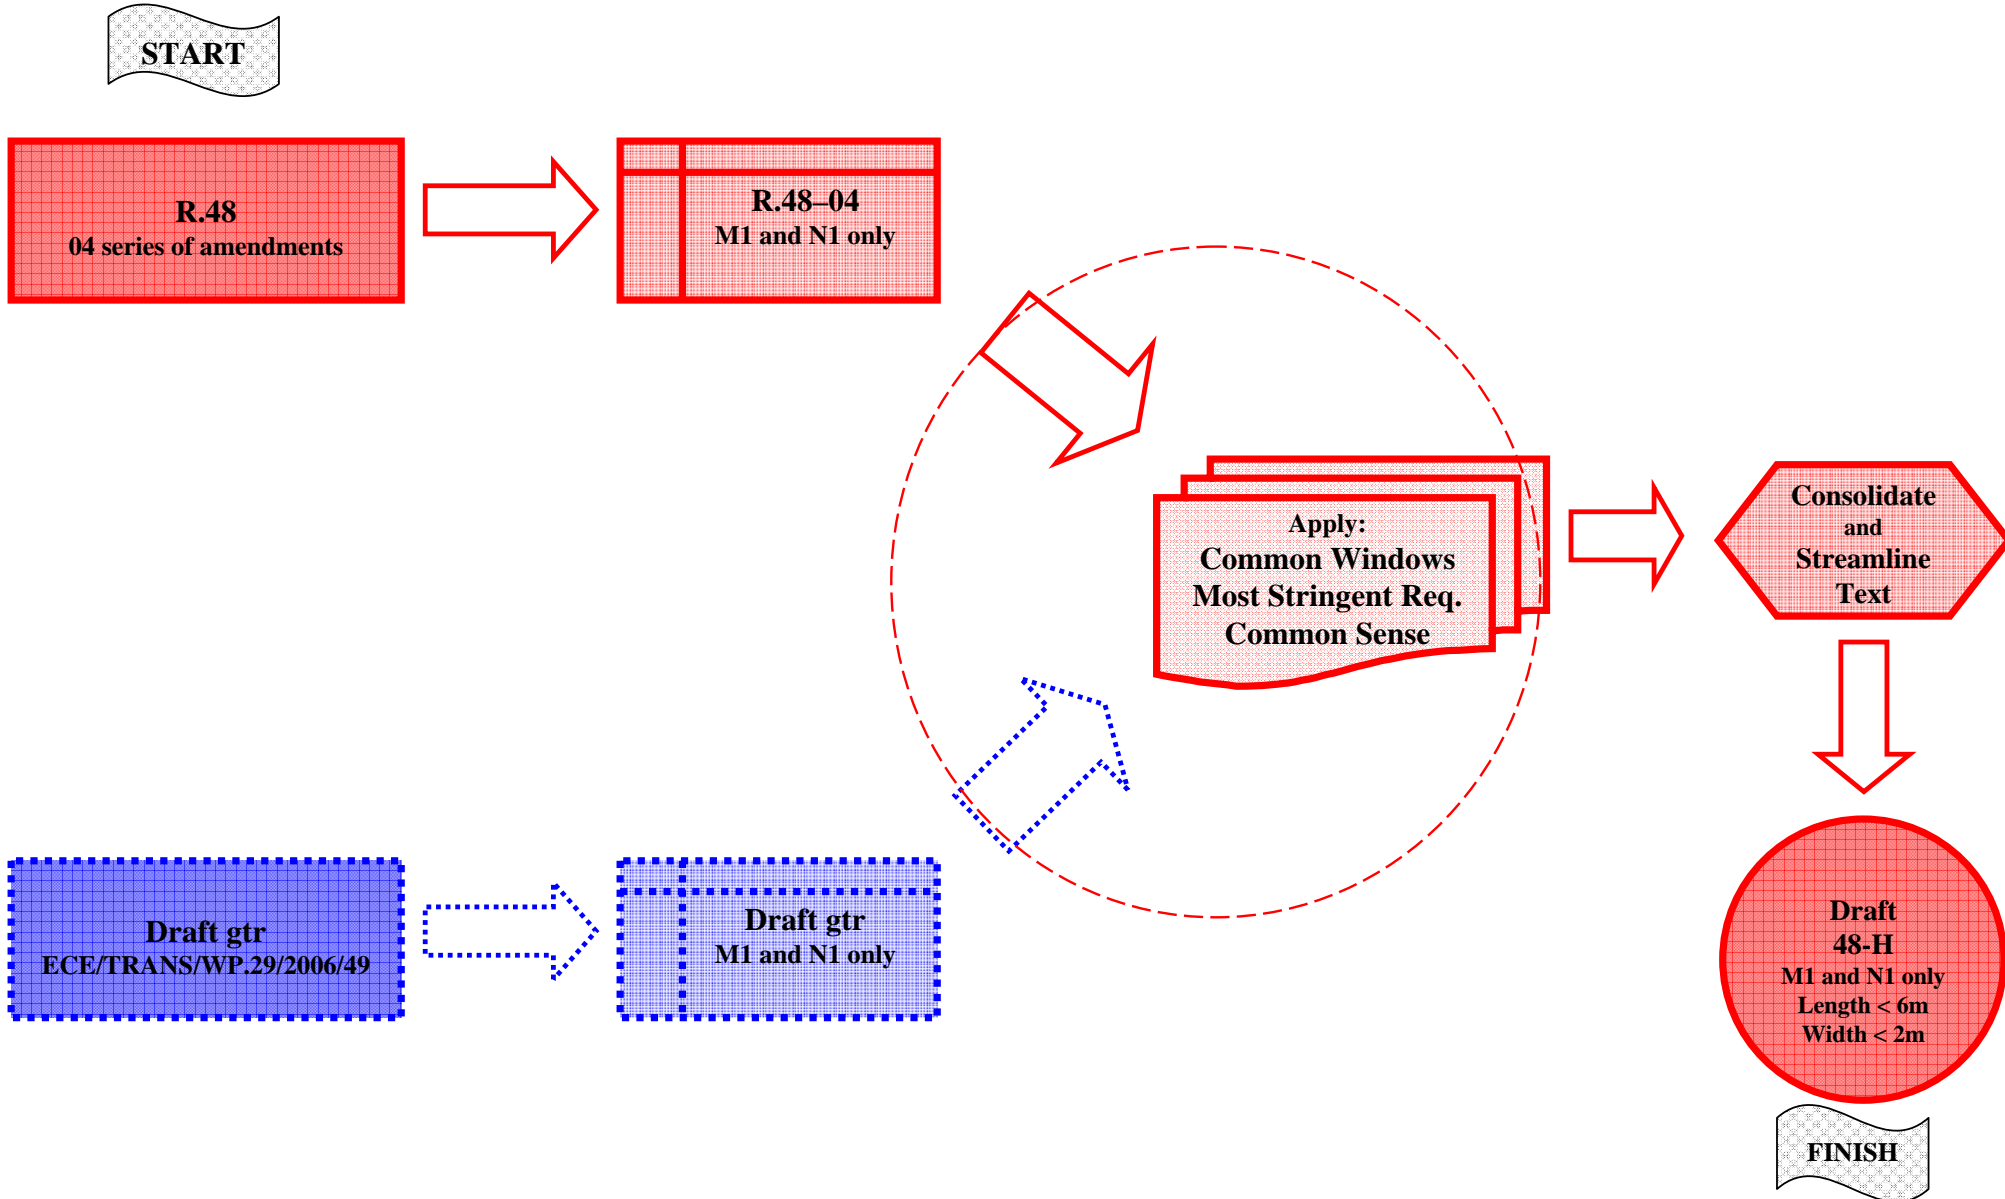 START
R.48
04 series of amendments
R.48–04
M1 and N1 only
Apply:
Common Windows
Most Stringent Req.
Common Sense
Consolidate
and
Streamline
Text
Draft gtr
ECE/TRANS/WP.29/2006/49
Draft gtr
M1 and N1 only
Draft
48-H
M1 and N1 only
Length < 6m
Width < 2m
FINISH